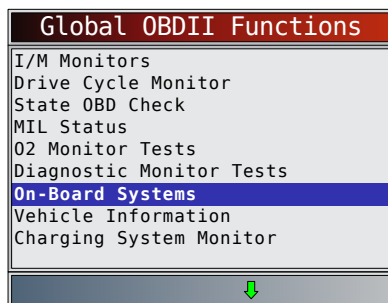 Global OBDII Functions
I/M Monitors
Drive Cycle Monitor
State OBD Check
MIL Status
O2 Monitor Tests
Diagnostic Monitor Tests
On-Board Systems
Vehicle Information
Charging System Monitor